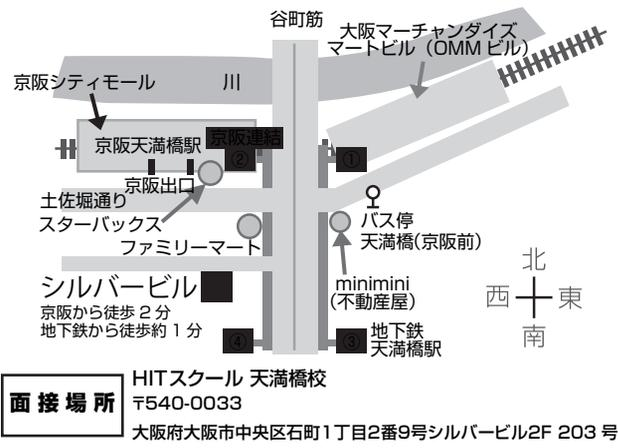 谷町筋
大阪マーチャンダイズ
マートビル（OMMビル）
京阪シティモール
川
京阪天満橋駅
京阪連結
②
①
京阪出口
土佐堀通り
スターバックス
バス停
天満橋(京阪前)
ファミリーマート
シルバービル
京阪から徒歩2分
地下鉄から徒歩約1分
minimini
(不動産屋)
北
西
東
南
④
③
地下鉄
天満橋駅
面接場所
HITスクール 天満橋校
〒540-0033
大阪府大阪市中央区石町1丁目2番9号シルバービル2F 203号